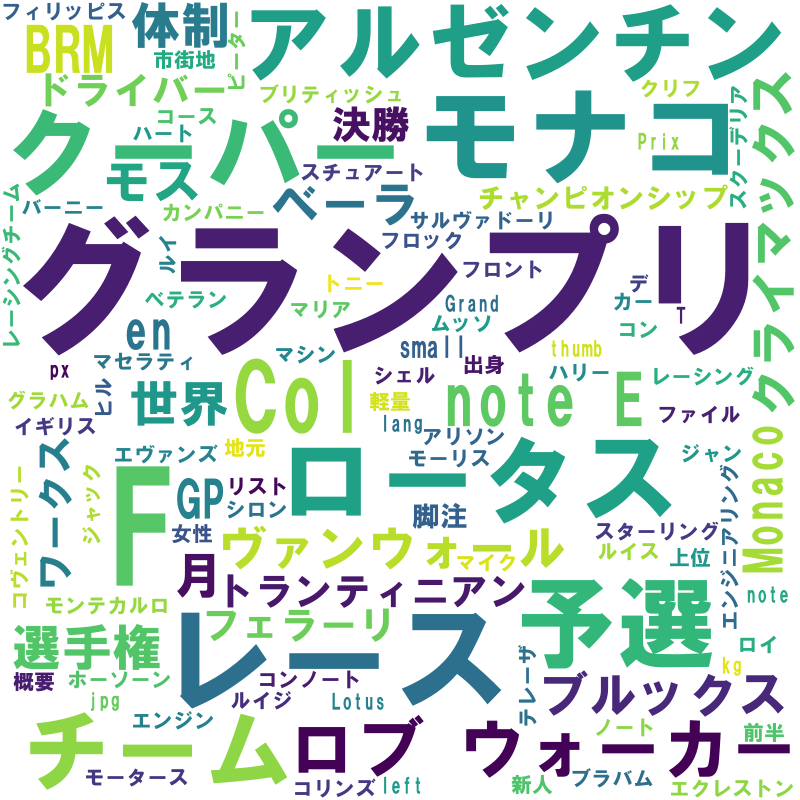 フィリッピス
体制
ピーター
アルゼンチン
BRM
市街地
ドライバー
ブリティッシュ
クリフ
コース
クーパー
モナコ
スクーデリア
クライマックス
ハート
決勝
Prix
モス
スチュアート
レーシングチーム
ベーラ
チャンピオンシップ
バーニー
カンパニー
サルヴァドーリ
グランプリ
ルイ
フロック
フロント
トニー
デ
ベテラン
マリア
Grand
カー
T
en
ムッソ
コン
マセラティ
マシン
small
thumb
px
出身
シェル
ハリー
レーシング
グラハム
ヒル
世界
Col
軽量
note E
ファイル
イギリス
lang
アリソン
Monaco
エヴァンズ
地元
モーリス
ジャン
ワークス
ロータス
F
GP
リスト
エンジニアリング
コヴェントリー
ジャック
シロン
脚注
女性
スターリング
ヴァンウォール
マイク
ルイス
上位
月
トランティニアン
予選
note
モンテカルロ
フェラーリ
レース
選手権
ロイ
テレーザ
kg
概要
ホーソーン
コンノート
ブルックス
jpg
ルイジ
Lotus
チーム
エンジン
ロブ
ウォーカー
ノート
前半
モータース
コリンズ
left
新人
ブラバム
エクレストン